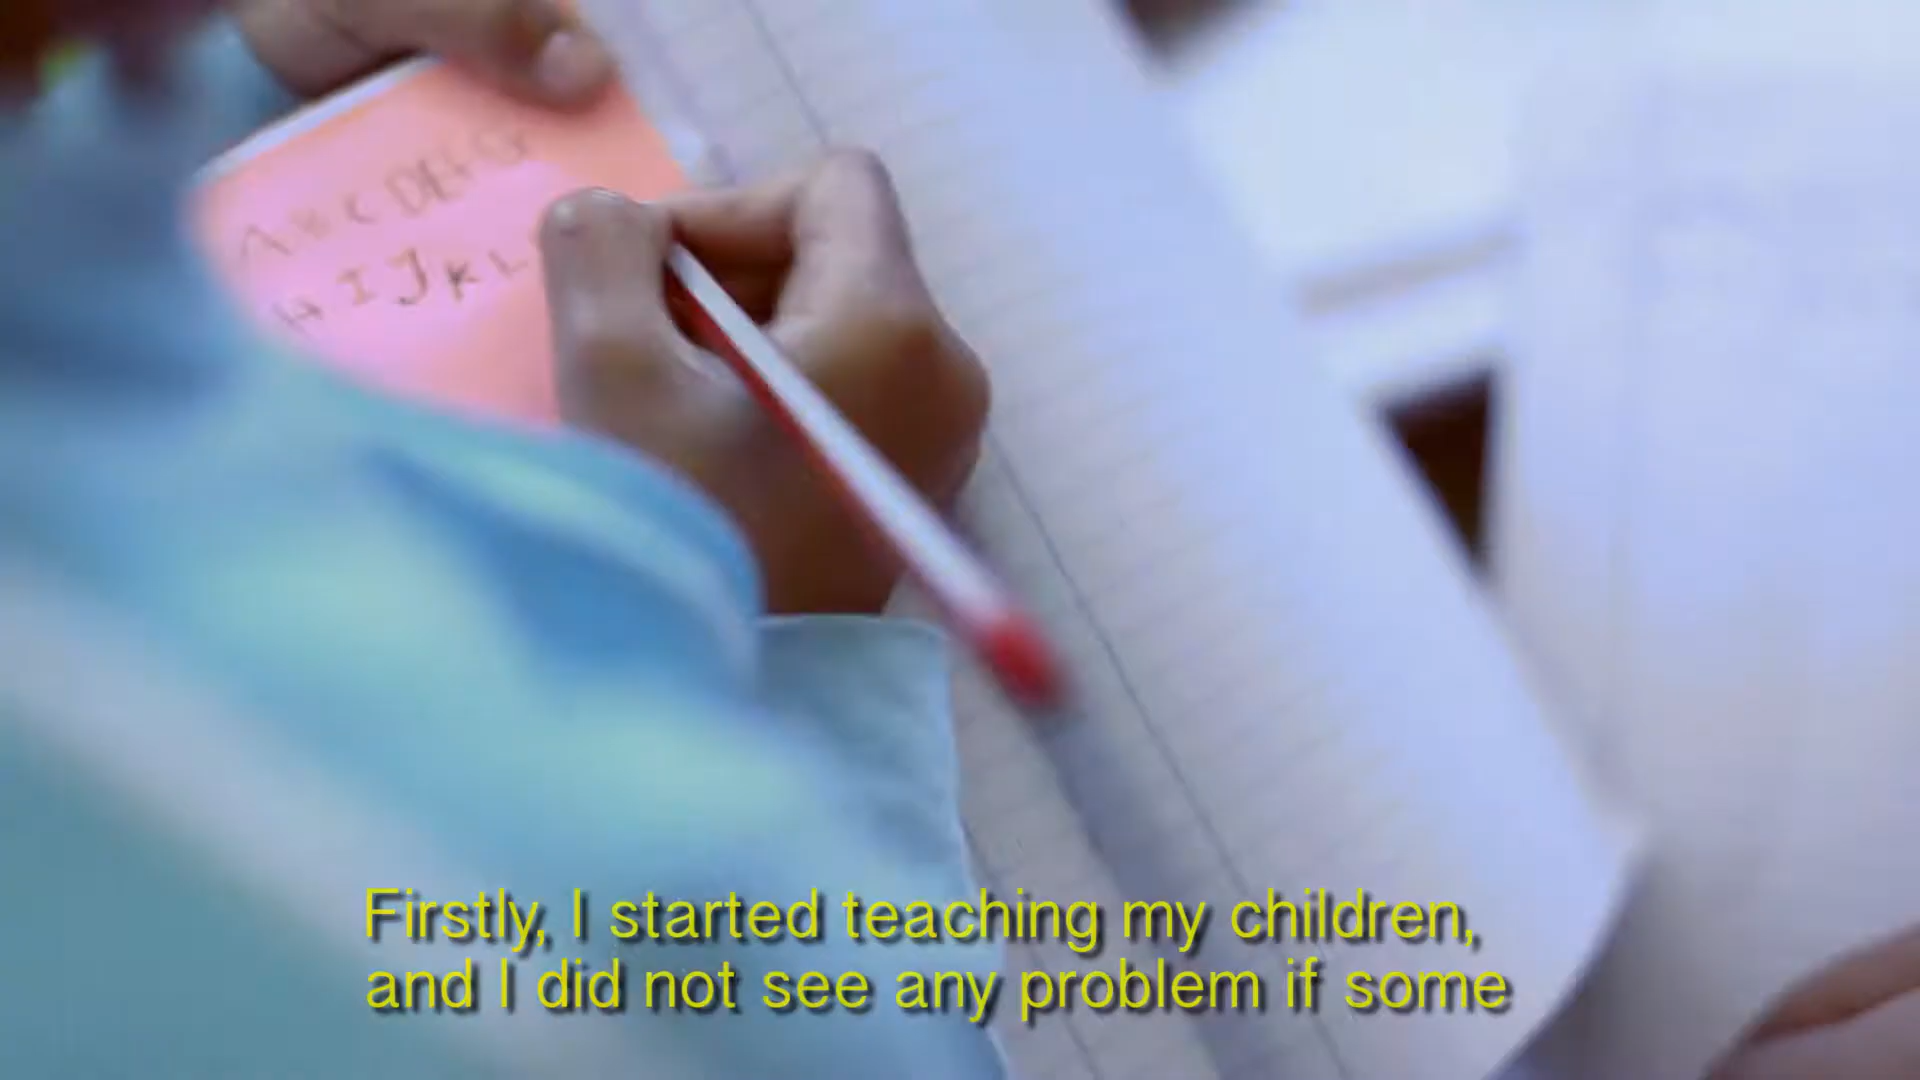 A B C D E F G
H I J K L
Firstly, I started teaching my children,
and I did not see any problem if some